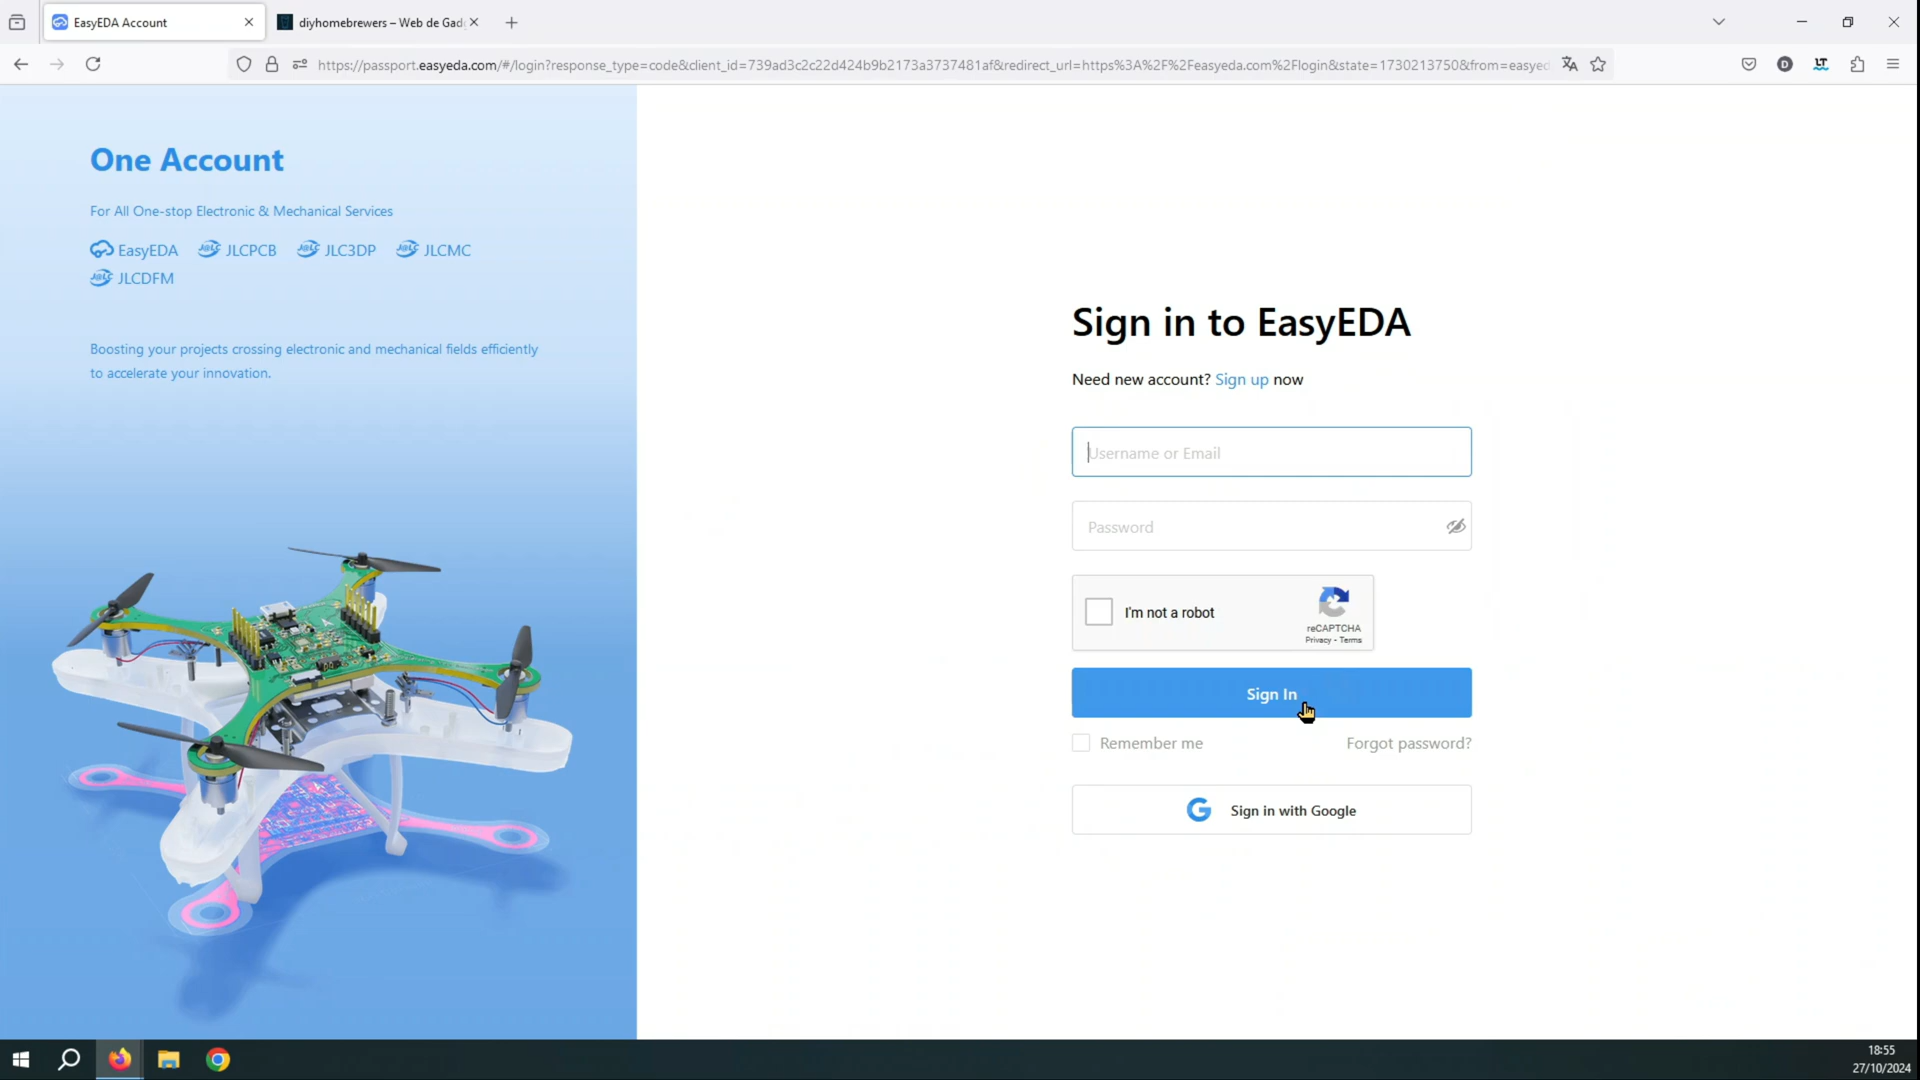 EasyEDA Account
diyhomebrewers – Web de Gad
https://passport.easyeda.com/#/login?response_type=code&client_id=739ad3c2c22d424b9b2173a3737481af&redirect_url=https%3A%2F%2Feasyeda.com%2Flogin&state=1730213750&from=easyed
D
LT
One Account
For All One-stop Electronic & Mechanical Services
EasyEDA JLCPCB JLC3DP JLCMC
JLCDFM
Boosting your projects crossing electronic and mechanical fields efficiently
to accelerate your innovation.
Sign in to EasyEDA
Need new account? Sign up now
Username or Email
Password
I'm not a robot
reCAPTCHA
Privacy - Terms
Sign In
Remember me Forgot password?
Sign in with Google
18:55
27/10/2024